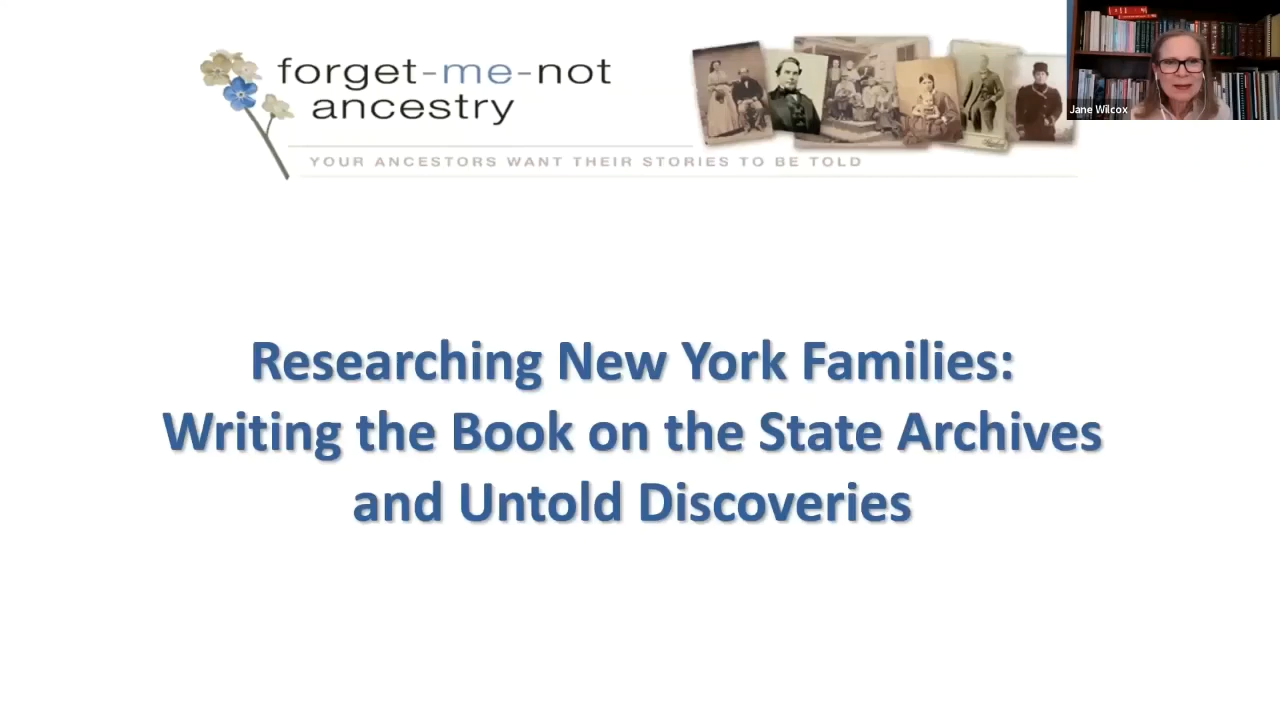 forget-me-not
ancestry
YOUR ANCESTORS WANT THEIR STORIES TO BE TOLD
Jane Wilcox
Researching New York Families:
Writing the Book on the State Archives
and Untold Discoveries